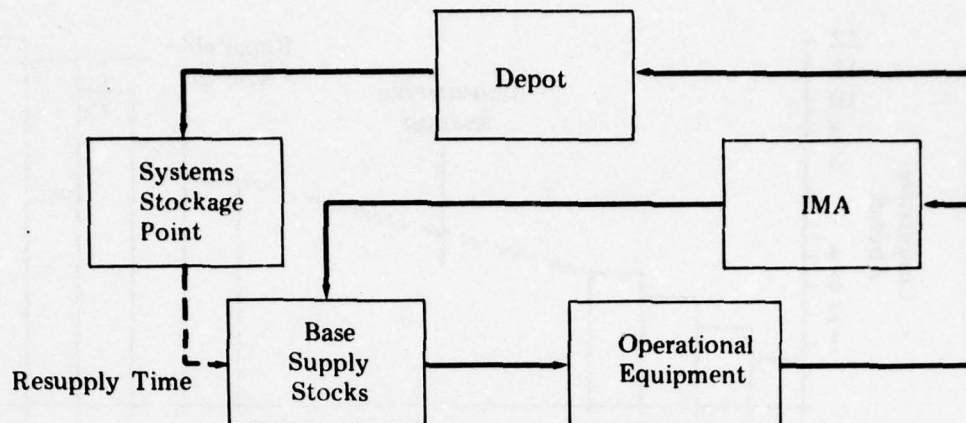 Depot
Systems
Stockage
Point
IMA
Base
Supply
Stocks
Operational
Equipment
Resupply Time